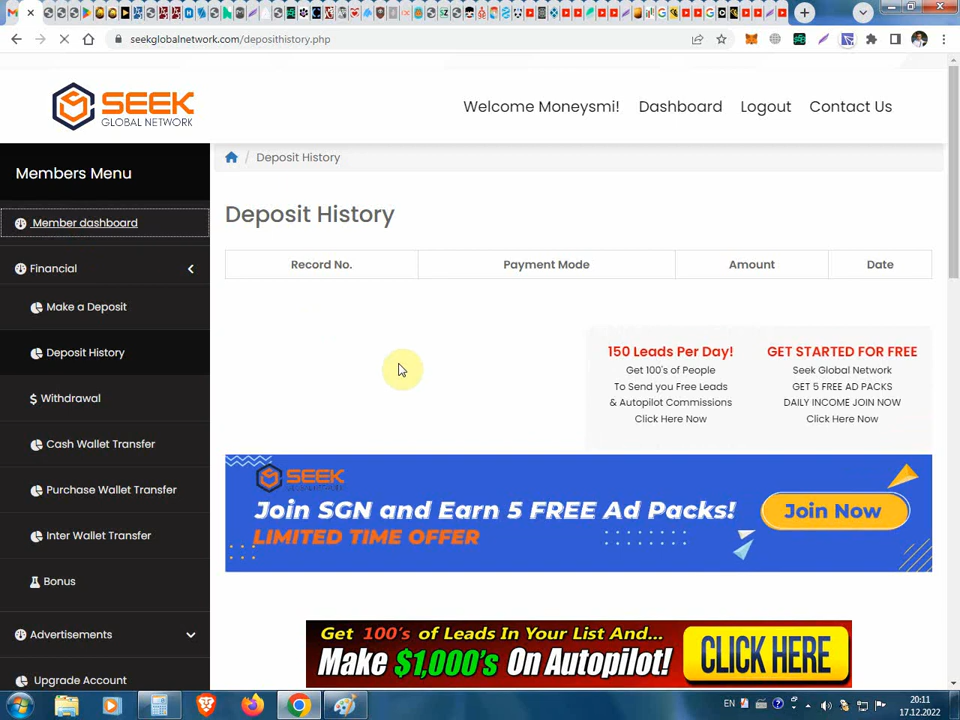 seekglobalnetwork.com/deposithistory.php
SEEK
GLOBAL NETWORK
Welcome Moneysmi!
Dashboard
Logout
Contact Us
Members Menu
/ Deposit History
Member dashboard
Deposit History
Financial
Record No.
Payment Mode
Amount
Date
Make a Deposit
Deposit History
Withdrawal
Cash Wallet Transfer
Purchase Wallet Transfer
Inter Wallet Transfer
Bonus
Advertisements
Upgrade Account
150 Leads Per Day!
Get 100's of People
To Send you Free Leads
& Autopilot Commissions
Click Here Now
GET STARTED FOR FREE
Seek Global Network
GET 5 FREE AD PACKS
DAILY INCOME JOIN NOW
Click Here Now
SEEK
Join SGN and Earn 5 FREE Ad Packs!
LIMITED TIME OFFER
Join Now
Get 100's of Leads In Your List And...
Make $1,000's On Autopilot!
CLICK HERE
EN
20:11
17.12.2022